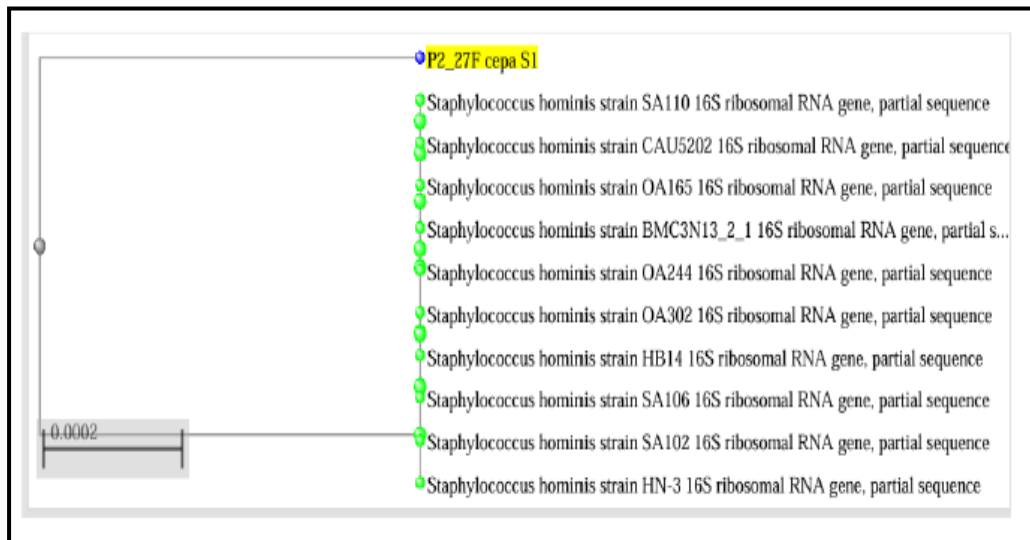 P2_27F cepa S1
Staphylococcus hominis strain SA110 16S ribosomal RNA gene, partial sequence
Staphylococcus hominis strain CAU5202 16S ribosomal RNA gene, partial sequence
Staphylococcus hominis strain OA165 16S ribosomal RNA gene, partial sequence
Staphylococcus hominis strain BMC3N13_2_1 16S ribosomal RNA gene, partial s...
Staphylococcus hominis strain OA244 16S ribosomal RNA gene, partial sequence
Staphylococcus hominis strain OA302 16S ribosomal RNA gene, partial sequence
Staphylococcus hominis strain HB14 16S ribosomal RNA gene, partial sequence
Staphylococcus hominis strain SA106 16S ribosomal RNA gene, partial sequence
0.0002
Staphylococcus hominis strain SA102 16S ribosomal RNA gene, partial sequence
Staphylococcus hominis strain HN-3 16S ribosomal RNA gene, partial sequence